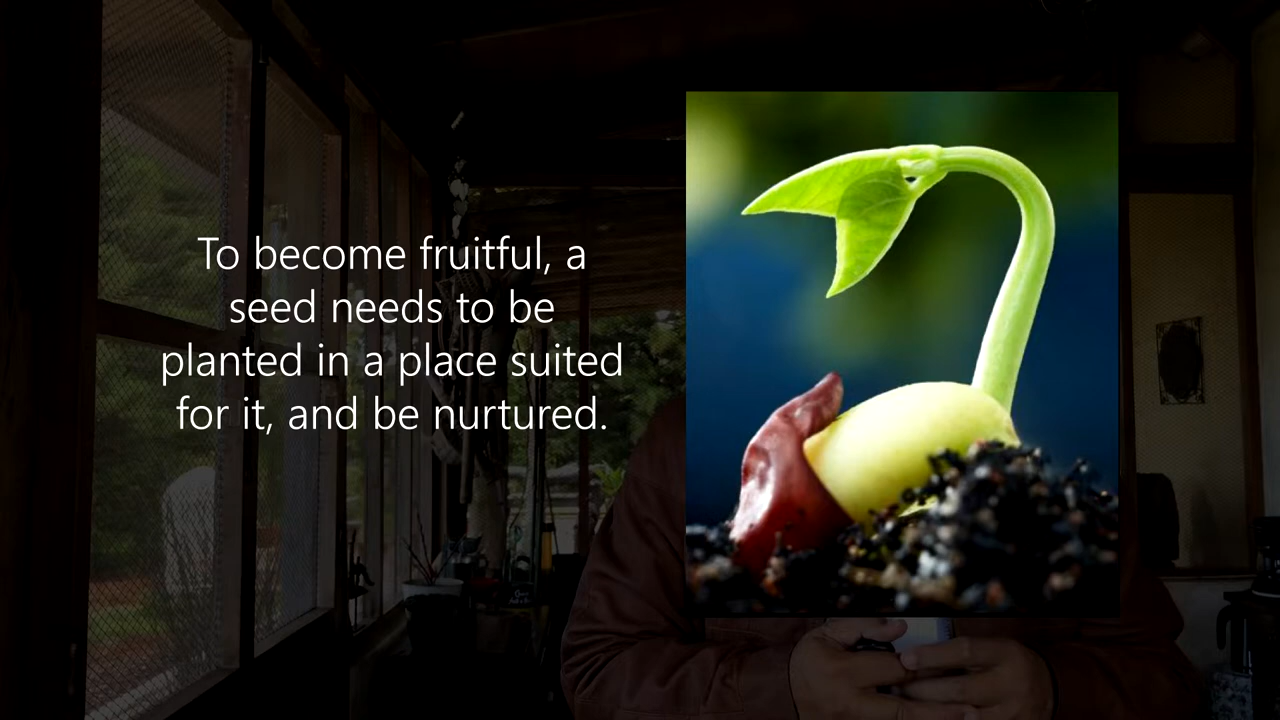 To become fruitful, a
seed needs to be
planted in a place suited
for it, and be nurtured.